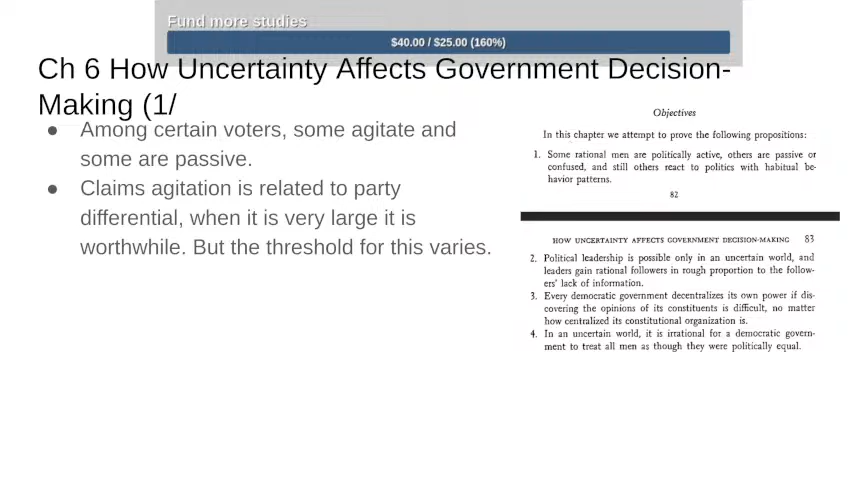 Fund more studies
$40.00 / $25.00 (160%)
Ch 6 How Uncertainty Affects Government Decision-
Making (1/
● Among certain voters, some agitate and
some are passive.
● Claims agitation is related to party
differential, when it is very large it is
worthwhile. But the threshold for this varies.
Objectives
In this chapter we attempt to prove the following propositions:
1. Some rational men are politically active, others are passive or
confused, and still others react to politics with habitual be-
havior patterns.
82
HOW UNCERTAINTY AFFECTS GOVERNMENT DECISION-MAKING 83
2. Political leadership is possible only in an uncertain world, and
leaders gain rational followers in rough proportion to the follow-
ers' lack of information.
3. Every democratic government decentralizes its own power if dis-
covering the opinions of its constituents is difficult, no matter
how centralized its constitutional organization is.
4. In an uncertain world, it is irrational for a democratic govern-
ment to treat all men as though they were politically equal.